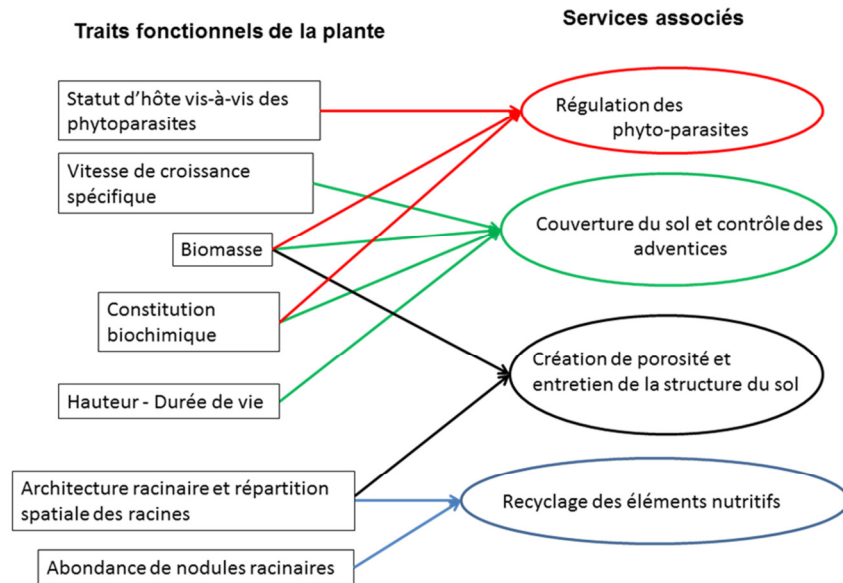 Traits fonctionnels de la plante
Services associés
Statut d'hôte vis-à-vis des
phytoparasites
Régulation des
phyto-parasites
Vitesse de croissance
spécifique
Couverture du sol et contrôle des
adventices
Biomasse
Constitution
biochimique
Création de porosité et
entretien de la structure du sol
Hauteur - Durée de vie
Architecture racinaire et répartition
spatiale des racines
Recyclage des éléments nutritifs
Abondance de nodules racinaires